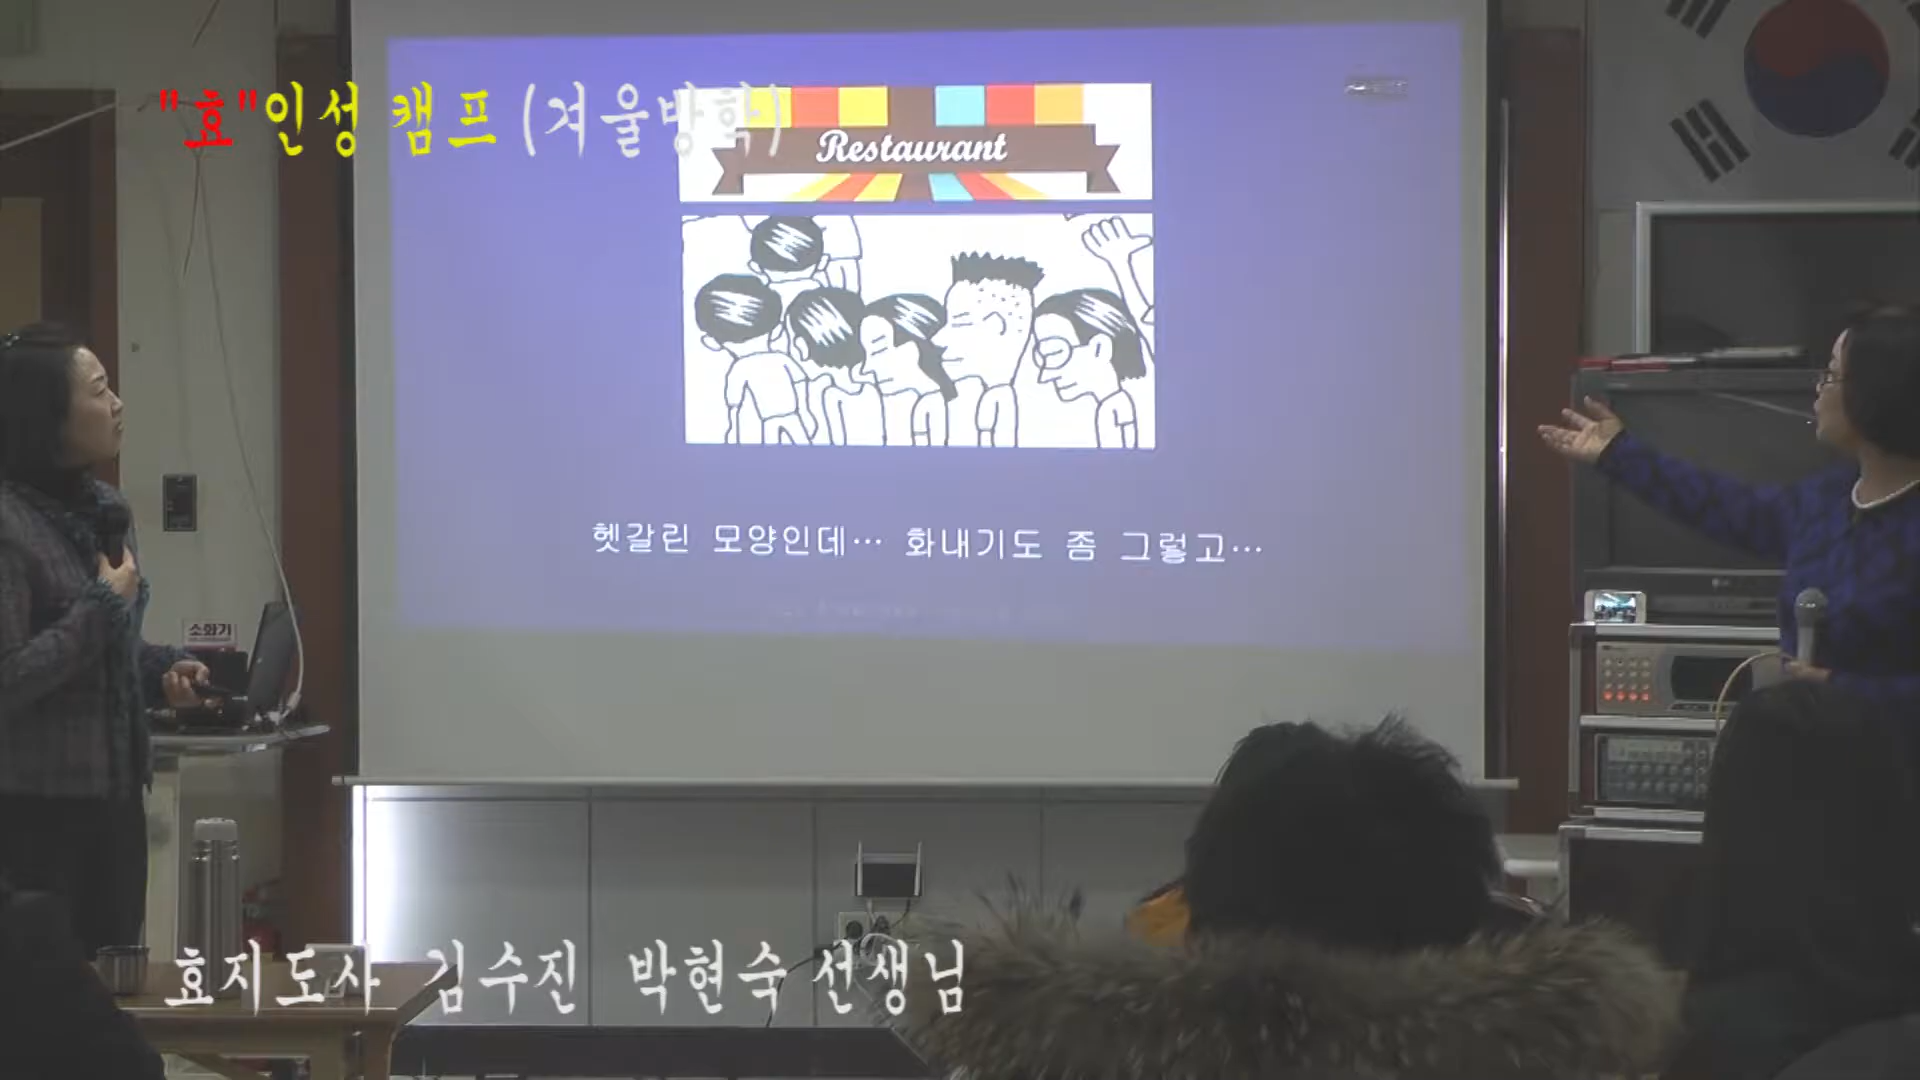 "효"인성 캠프 (겨울방학)
Restaurant
헷갈린 모양인데… 화내기도 좀 그렇고…
소화기
LG
효지도사 김수진 박현숙 선생님